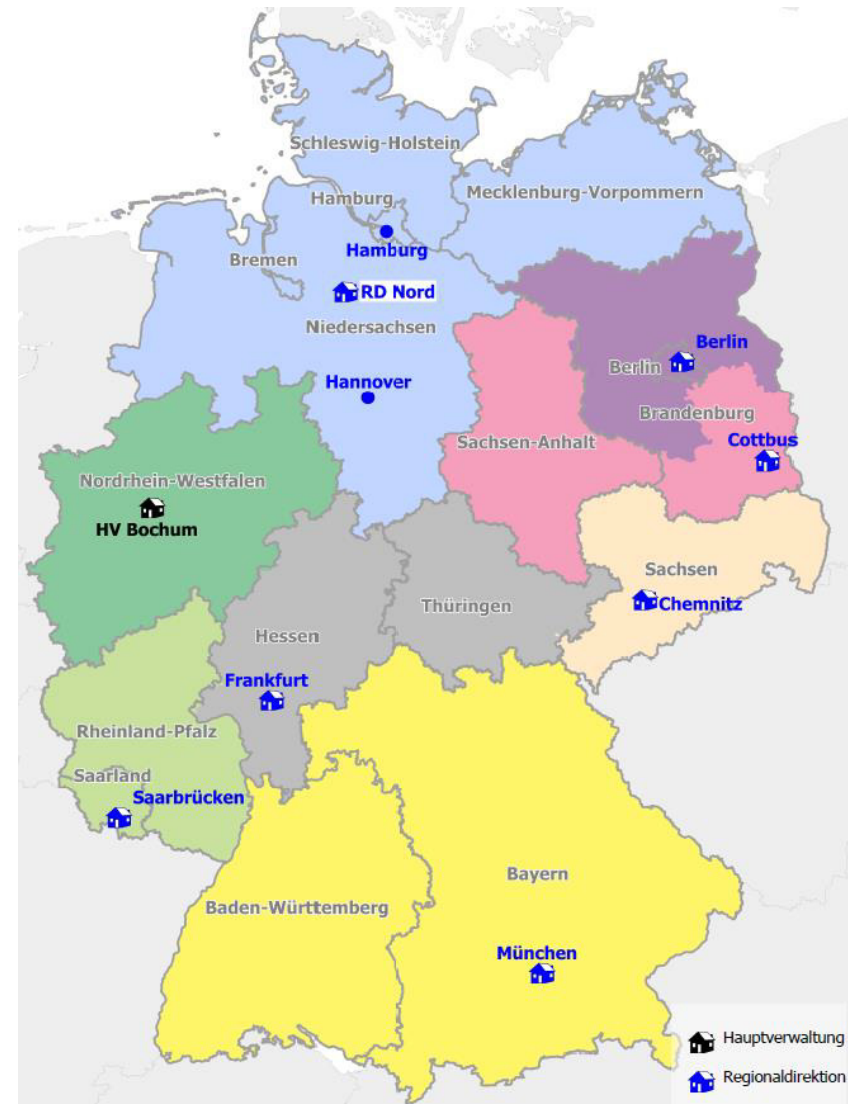 Schleswig-Holstein
Mecklenburg-Vorpommern
Hamburg
Hamburg
Bremen
RD Nord
Niedersachsen
Berlin
Berlin
Hannover
Brandenburg
Cottbus
Sachsen-Anhalt
Nordrhein-Westfalen
HV Bochum
Sachsen
Chemnitz
Thüringen
Hessen
Frankfurt
Rheinland-Pfalz
Saarland
Saarbrücken
Bayern
Baden-Württemberg
München
Hauptverwaltung
Regionaldirektion